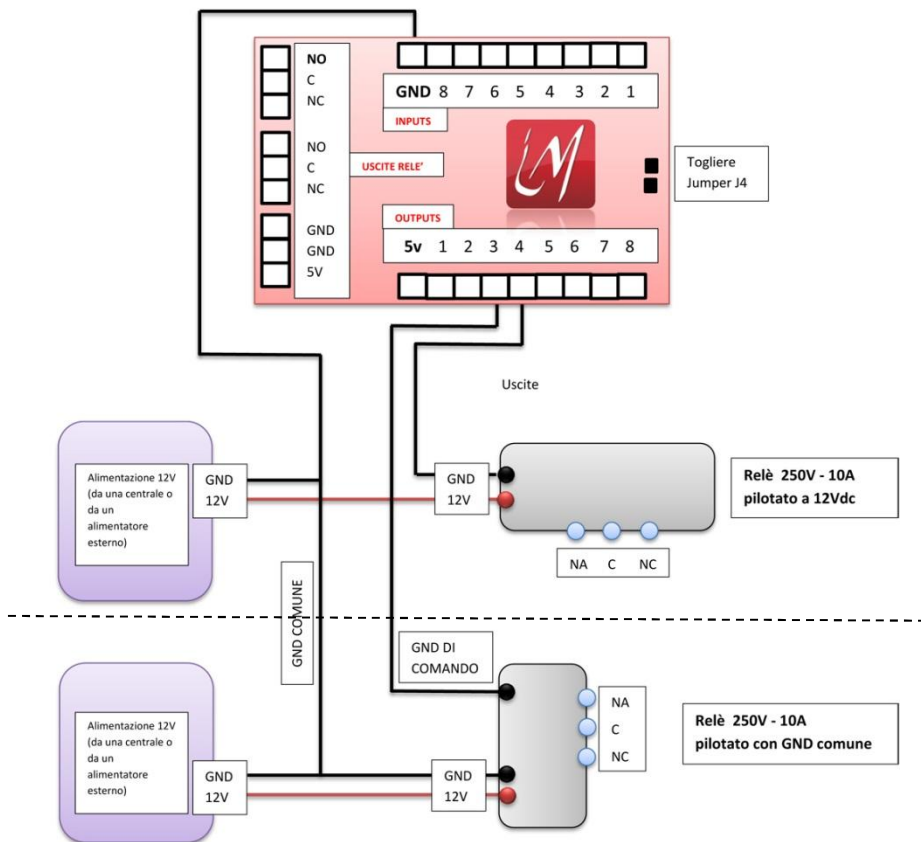 NO
C
NC
NO
C
NC
GND
GND
5V
GND 8 7 6 5 4 3 2 1
INPUTS
USCITE RELE’
OUTPUTS
5v 1 2 3 4 5 6 7 8
Togliere
Jumper J4
Uscite
Alimentazione 12V
(da una centrale o
da un
alimentatore
esterno)
GND
12V
GND
12V
NA C NC
Relè 250V - 10A
pilotato a 12Vdc
GND COMUNE
GND DI
COMANDO
Alimentazione 12V
(da una centrale o
da un
alimentatore
esterno)
GND
12V
GND
12V
NA
C
NC
Relè 250V - 10A
pilotato con GND comune